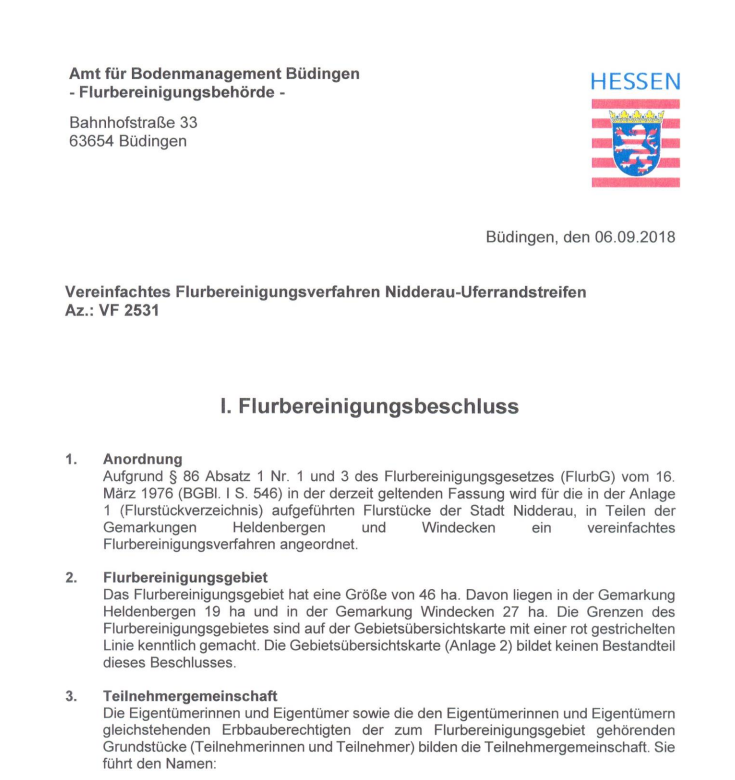 Amt für Bodenmanagement Büdingen
- Flurbereinigungsbehörde -
Bahnhofstraße 33
63654 Büdingen
HESSEN
Büdingen, den 06.09.2018
Vereinfachtes Flurbereinigungsverfahren Nidderau-Uferrandstreifen
Az.: VF 2531
I. Flurbereinigungsbeschluss
1. Anordnung
Aufgrund § 86 Absatz 1 Nr. 1 und 3 des Flurbereinigungsgesetzes (FlurbG) vom 16.
März 1976 (BGBl. I S. 546) in der derzeit geltenden Fassung wird für die in der Anlage
1 (Flurstückverzeichnis) aufgeführten Flurstücke der Stadt Nidderau, in Teilen der
Gemarkungen Heldenbergen und Windecken ein vereinfachtes
Flurbereinigungsverfahren angeordnet.
2. Flurbereinigungsgebiet
Das Flurbereinigungsgebiet hat eine Größe von 46 ha. Davon liegen in der Gemarkung
Heldenbergen 19 ha und in der Gemarkung Windecken 27 ha. Die Grenzen des
Flurbereinigungsgebietes sind auf der Gebietsübersichtskarte mit einer rot gestrichelten
Linie kenntlich gemacht. Die Gebietsübersichtskarte (Anlage 2) bildet keinen Bestandteil
dieses Beschlusses.
3. Teilnehmergemeinschaft
Die Eigentümerinnen und Eigentümer sowie die den Eigentümerinnen und Eigentümern
gleichstehenden Erbbauberechtigten der zum Flurbereinigungsgebiet gehörenden
Grundstücke (Teilnehmerinnen und Teilnehmer) bilden die Teilnehmergemeinschaft. Sie
führt den Namen: